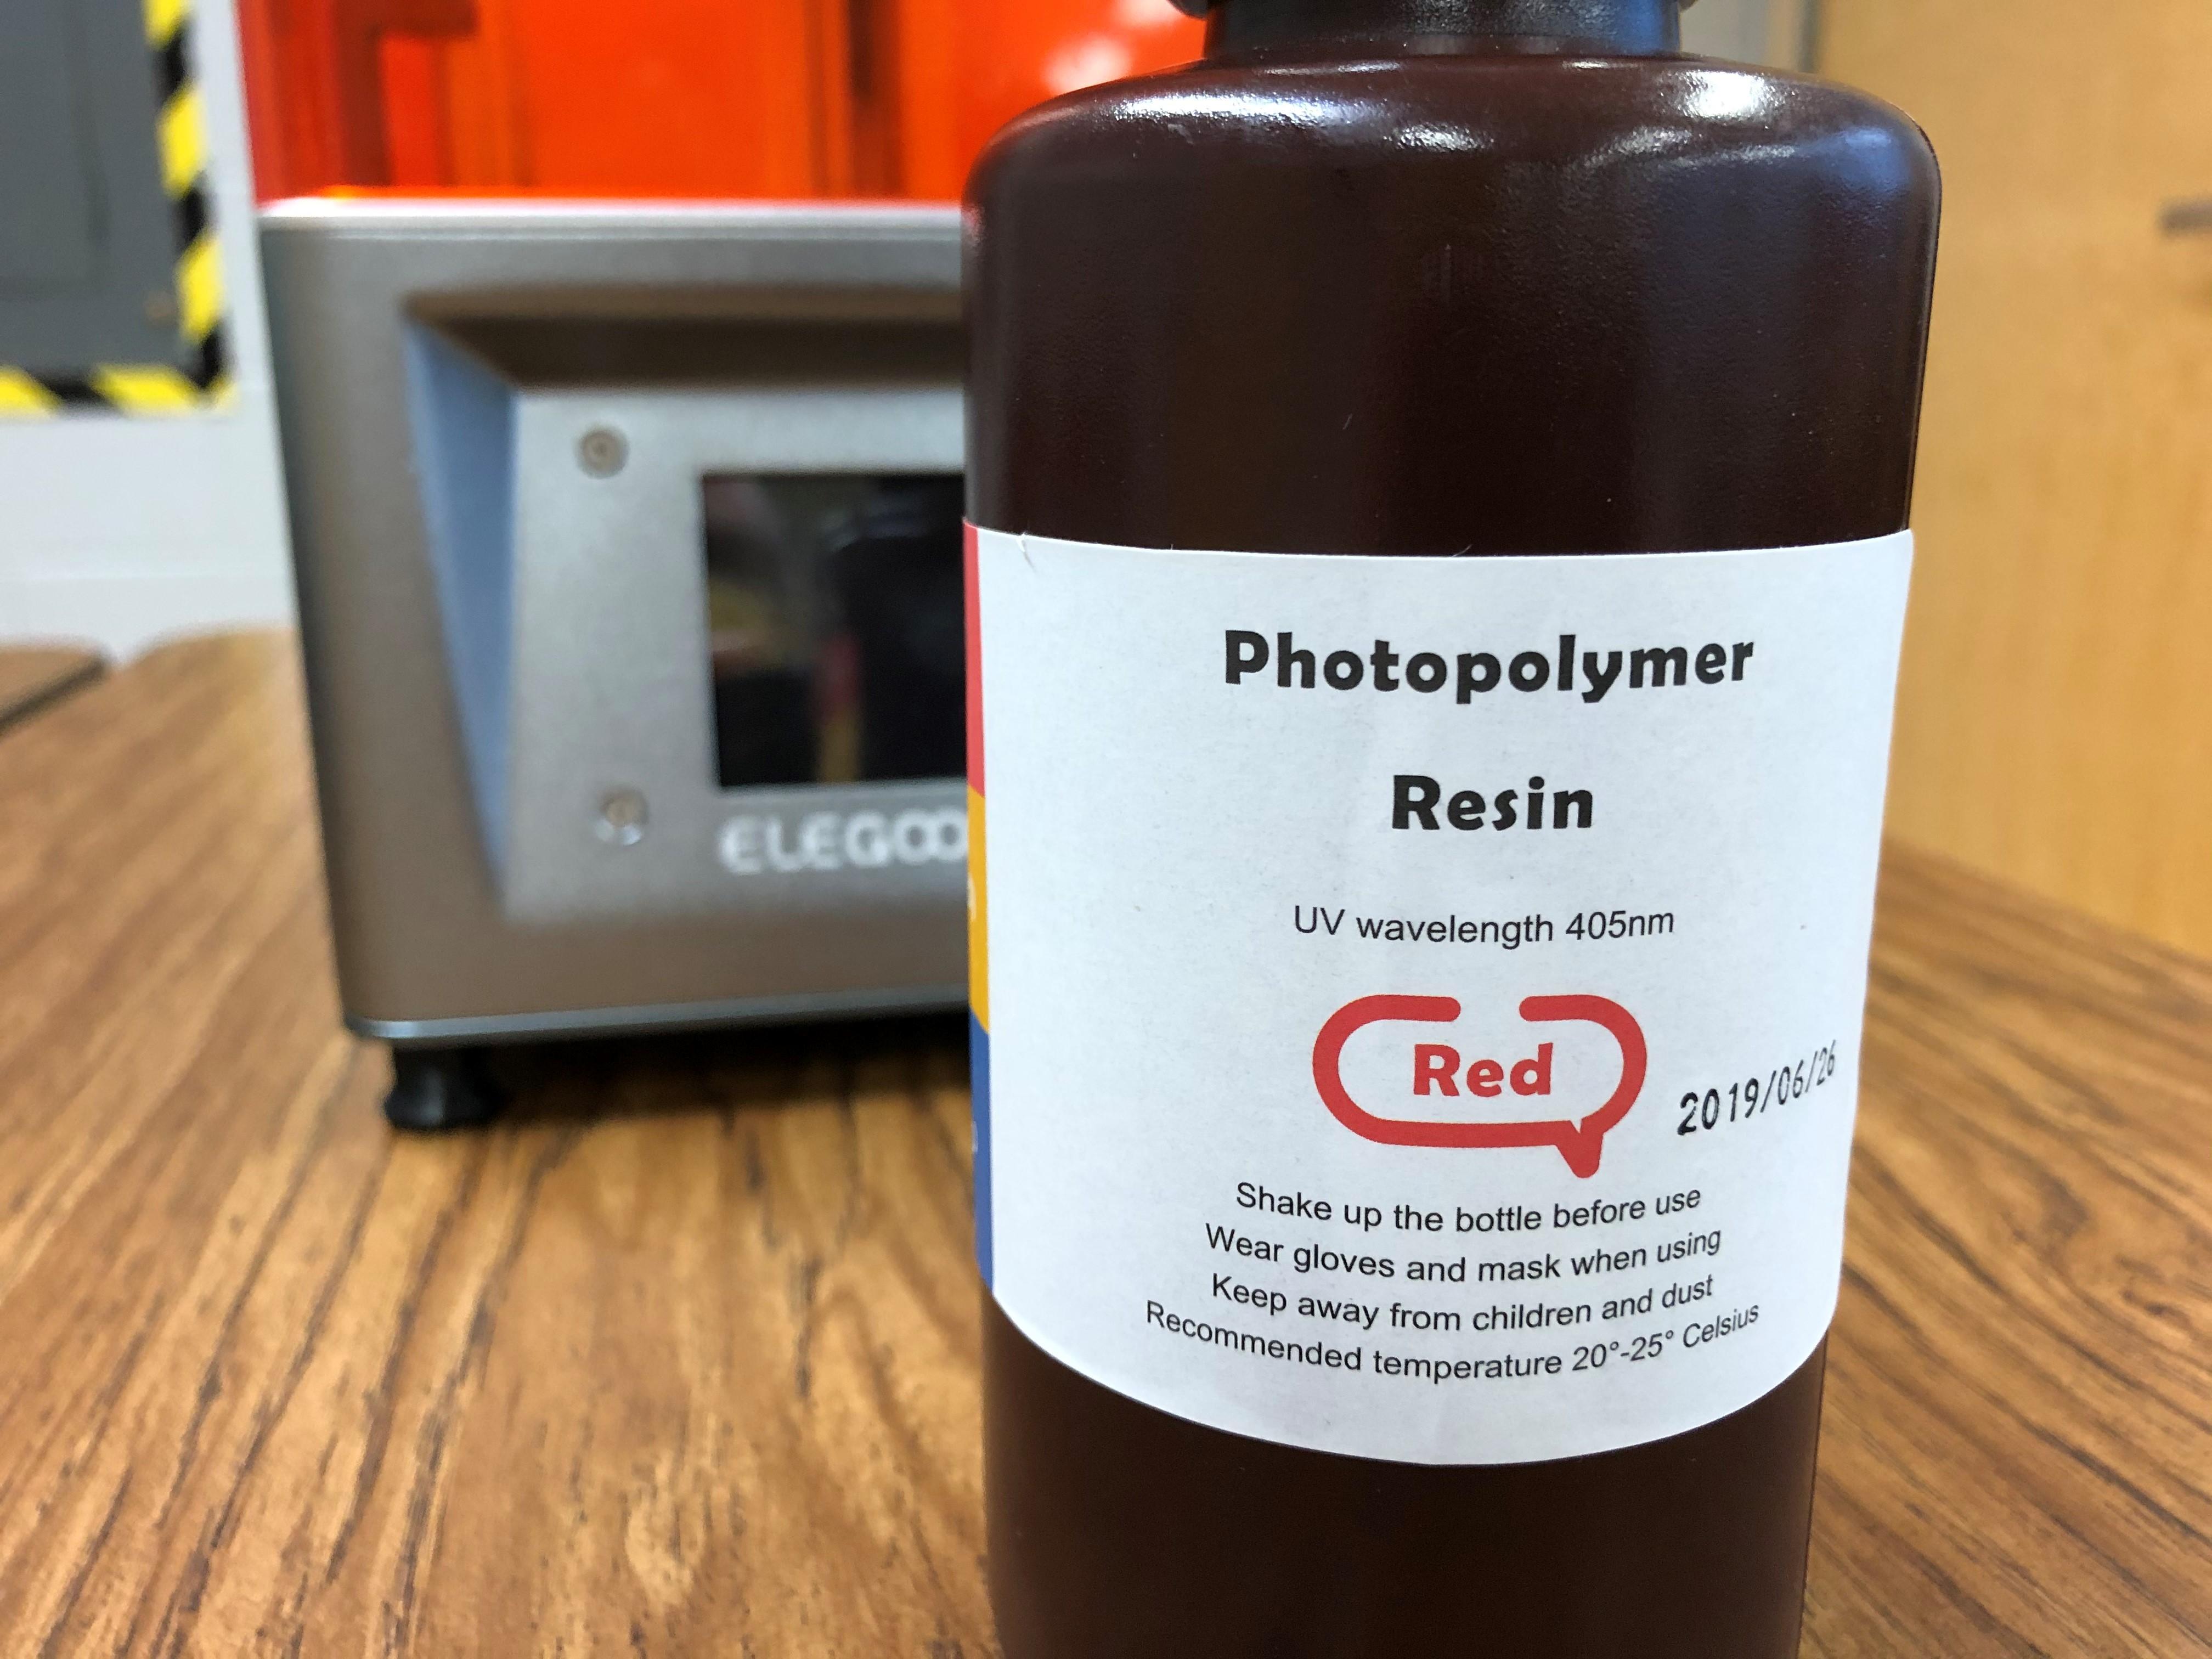 Photopolymer
Resin
UV wavelength 405nm
Red
2019/06/26
Shake up the bottle before use
Wear gloves and mask when using
Keep away from children and dust
Recommended temperature 20°-25° Celsius
ELEGOO